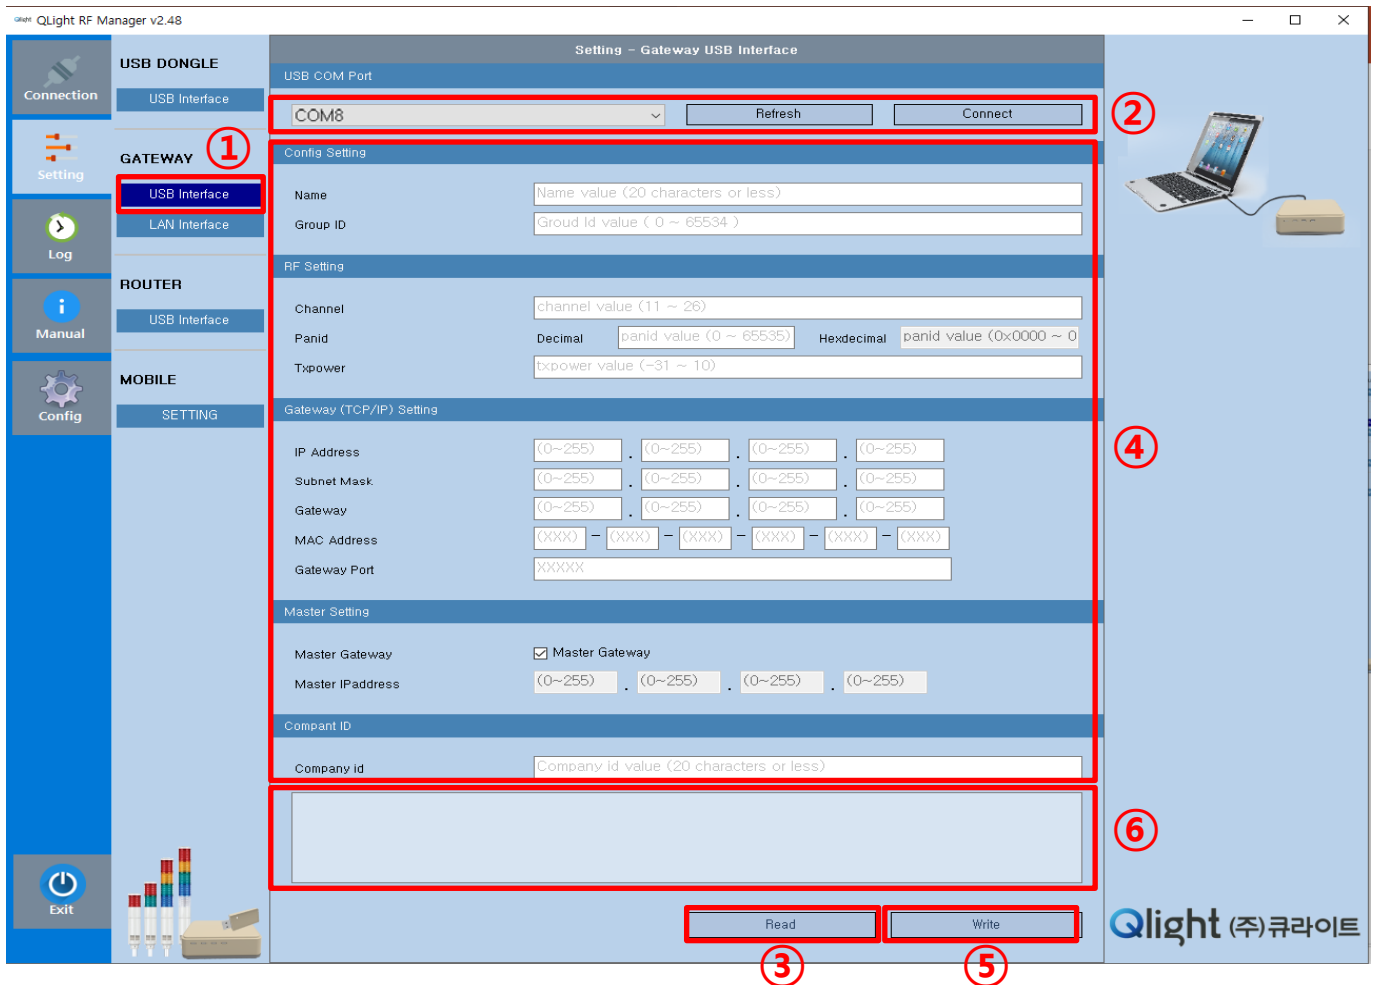 QLight QLight RF Manager v2.48
Setting - Gateway USB Interface
Connection
Setting
Log
Manual
Config
Exit
USB DONGLE
USB Interface
GATEWAY ①
USB Interface
LAN Interface
ROUTER
USB Interface
MOBILE
SETTING
USB COM Port
COM8 Refresh Connect ②
Config Setting
Name Name value (20 characters or less)
Group ID Groud Id value ( 0 ~ 65534 )
RF Setting
Channel channel value (11 ~ 26)
Panid Decimal panid value (0 ~ 65535) Hexdecimal panid value (0x0000 ~ 0
Txpower txpower value (-31 ~ 10)
Gateway (TCP/IP) Setting
④
IP Address (0~255) . (0~255) . (0~255) . (0~255)
Subnet Mask (0~255) . (0~255) . (0~255) . (0~255)
Gateway (0~255) . (0~255) . (0~255) . (0~255)
MAC Address (XXX) - (XXX) - (XXX) - (XXX) - (XXX) - (XXX)
Gateway Port XXXXX
Master Setting
Master Gateway Master Gateway
Master IPaddress (0~255) . (0~255) . (0~255) . (0~255)
Compant ID
Company id Company id value (20 characters or less)
⑥
Read Write
③ ⑤
Qlight (주)큐라이트